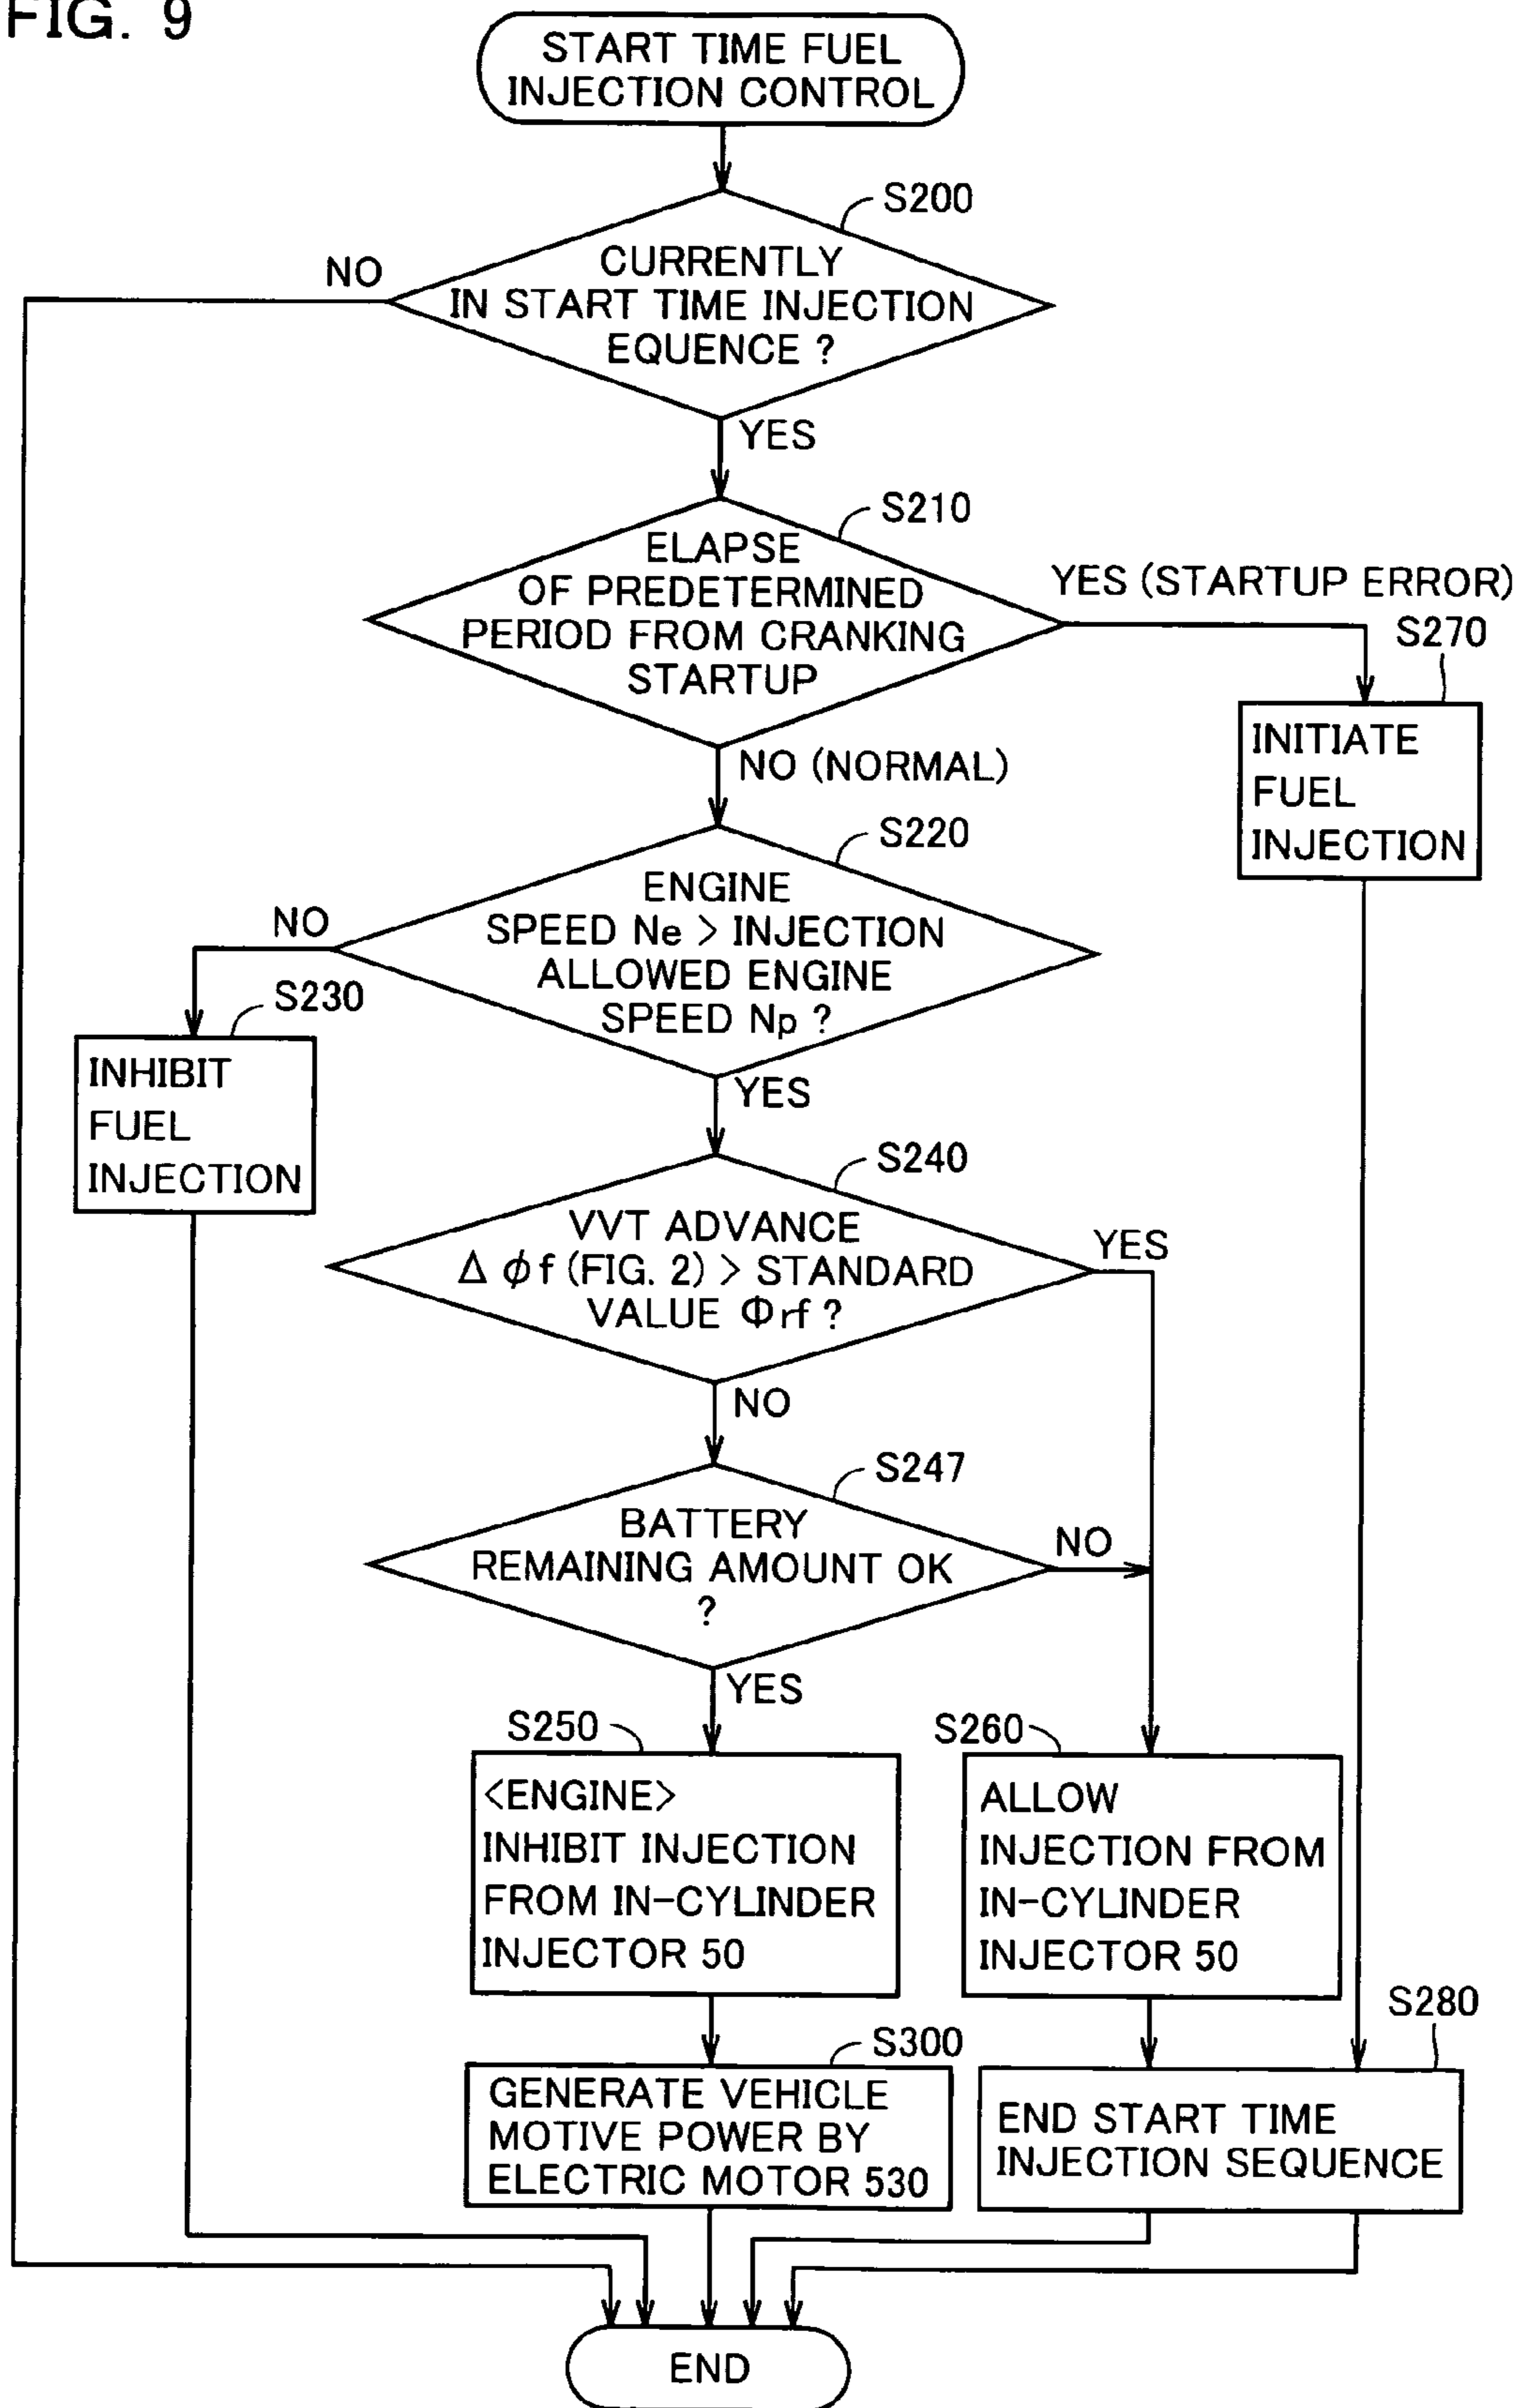 FIG. 9
START TIME FUEL
INJECTION CONTROL
S200
CURRENTLY
IN START TIME INJECTION
EQUENCE ?
NO
YES
S210
ELAPSE
OF PREDETERMINED
PERIOD FROM CRANKING
STARTUP
YES (STARTUP ERROR)
S270
INITIATE
FUEL
INJECTION
NO (NORMAL)
S220
ENGINE
SPEED Ne > INJECTION
ALLOWED ENGINE
SPEED Np ?
NO
S230
INHIBIT
FUEL
INJECTION
YES
S240
VVT ADVANCE
Δ ϕf (FIG. 2) > STANDARD
VALUE Φrf ?
YES
NO
S247
BATTERY
REMAINING AMOUNT OK
?
NO
YES
S250
<ENGINE>
INHIBIT INJECTION
FROM IN-CYLINDER
INJECTOR 50
S260
ALLOW
INJECTION FROM
IN-CYLINDER
INJECTOR 50
S300
GENERATE VEHICLE
MOTIVE POWER BY
ELECTRIC MOTOR 530
S280
END START TIME
INJECTION SEQUENCE
END